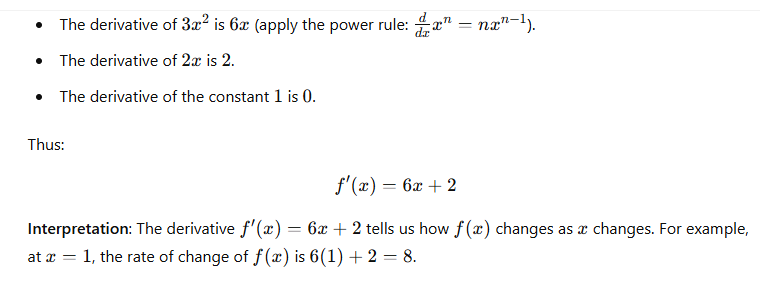 • The derivative of 3x² is 6x (apply the power rule: d/dx xⁿ = nxⁿ⁻¹).
• The derivative of 2x is 2.
• The derivative of the constant 1 is 0.
Thus:
f′(x) = 6x + 2
Interpretation: The derivative f′(x) = 6x + 2 tells us how f(x) changes as x changes. For example,
at x = 1, the rate of change of f(x) is 6(1) + 2 = 8.